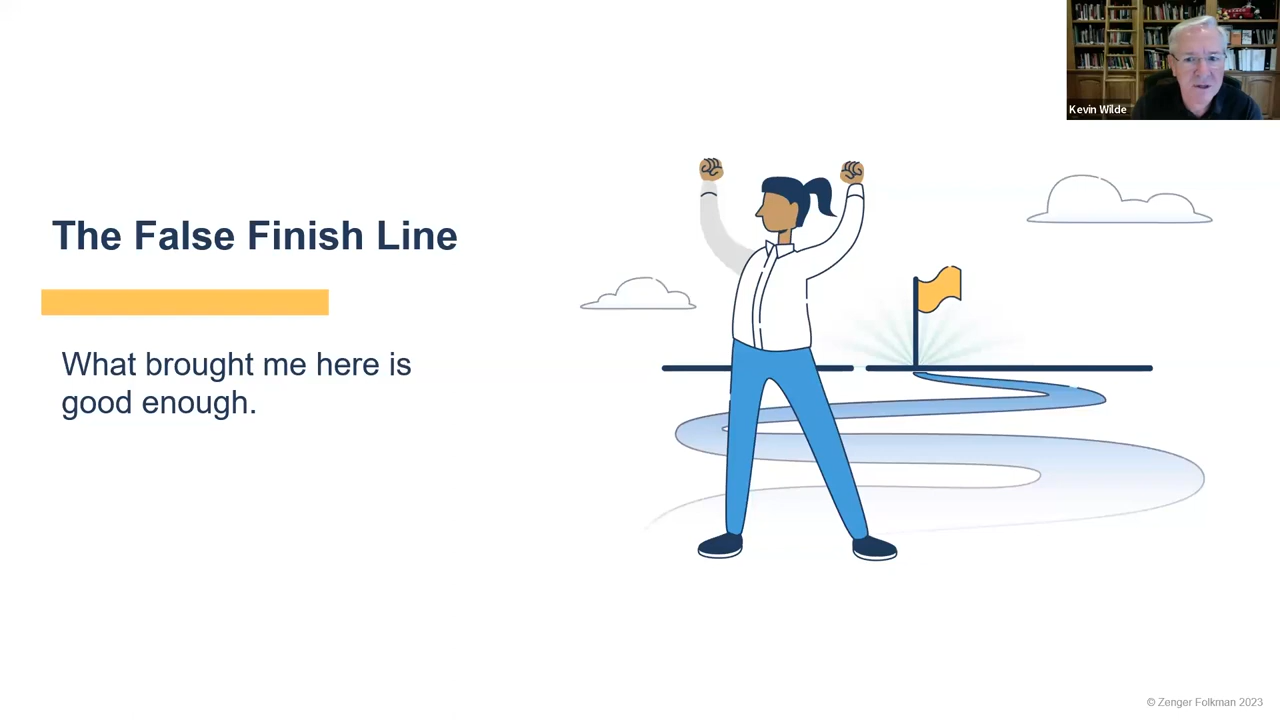 Kevin Wilde
The False Finish Line
What brought me here is
good enough.
© Zenger Folkman 2023